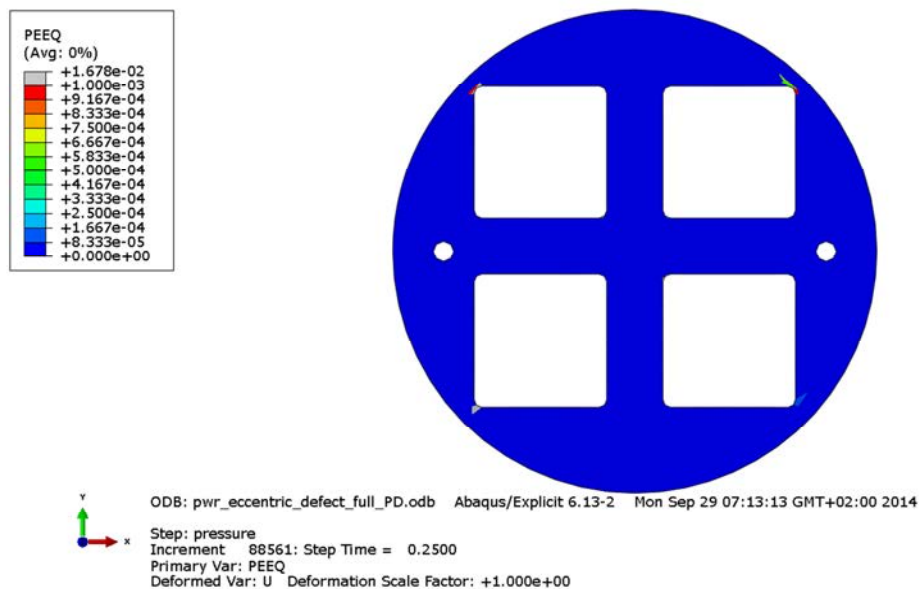 PEEQ
(Avg: 0%)
+1.678e-02
+1.000e-03
+9.167e-04
+8.333e-04
+7.500e-04
+6.667e-04
+5.833e-04
+5.000e-04
+4.167e-04
+3.333e-04
+2.500e-04
+1.667e-04
+8.333e-05
+0.000e+00
Y
X
ODB: pwr_eccentric_defect_full_PD.odb Abaqus/Explicit 6.13-2 Mon Sep 29 07:13:13 GMT+02:00 2014
Step: pressure
Increment 88561: Step Time = 0.2500
Primary Var: PEEQ
Deformed Var: U Deformation Scale Factor: +1.000e+00